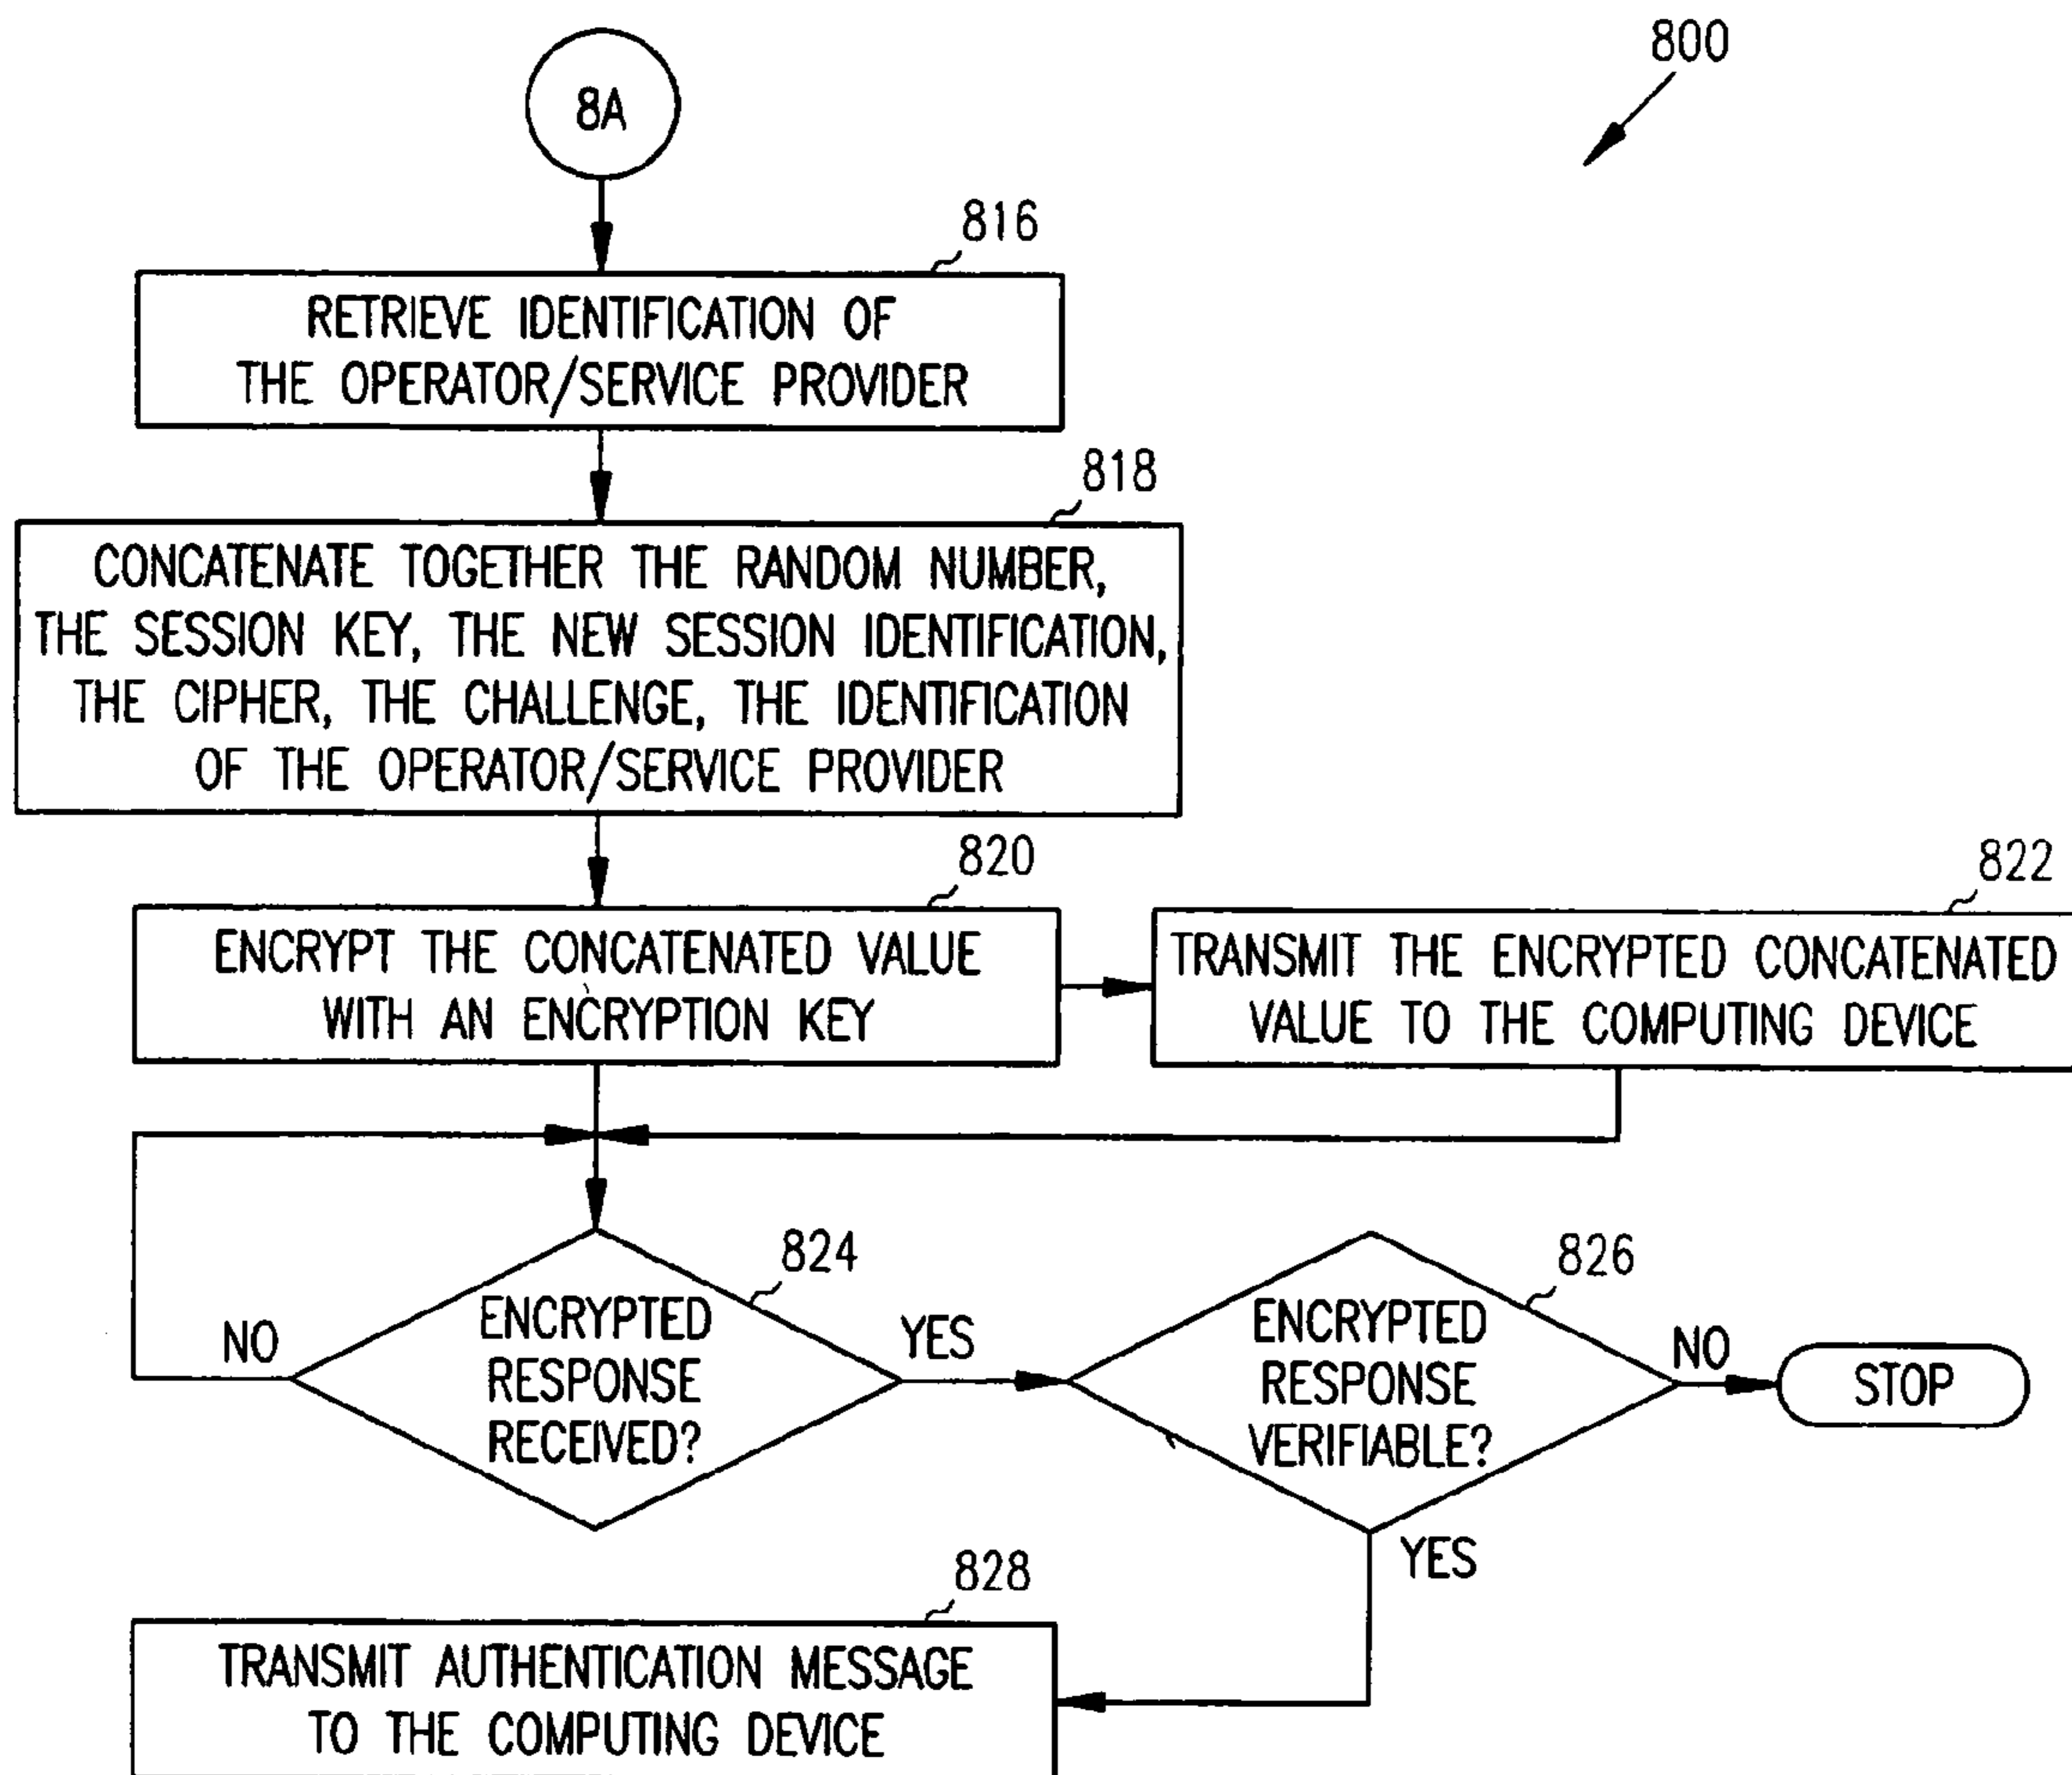 800
8A
816
RETRIEVE IDENTIFICATION OF
THE OPERATOR/SERVICE PROVIDER
818
CONCATENATE TOGETHER THE RANDOM NUMBER,
THE SESSION KEY, THE NEW SESSION IDENTIFICATION,
THE CIPHER, THE CHALLENGE, THE IDENTIFICATION
OF THE OPERATOR/SERVICE PROVIDER
820
ENCRYPT THE CONCATENATED VALUE
WITH AN ENCRYPTION KEY
822
TRANSMIT THE ENCRYPTED CONCATENATED
VALUE TO THE COMPUTING DEVICE
824
ENCRYPTED
RESPONSE
RECEIVED?
NO
YES
826
ENCRYPTED
RESPONSE
VERIFIABLE?
NO
STOP
YES
828
TRANSMIT AUTHENTICATION MESSAGE
TO THE COMPUTING DEVICE